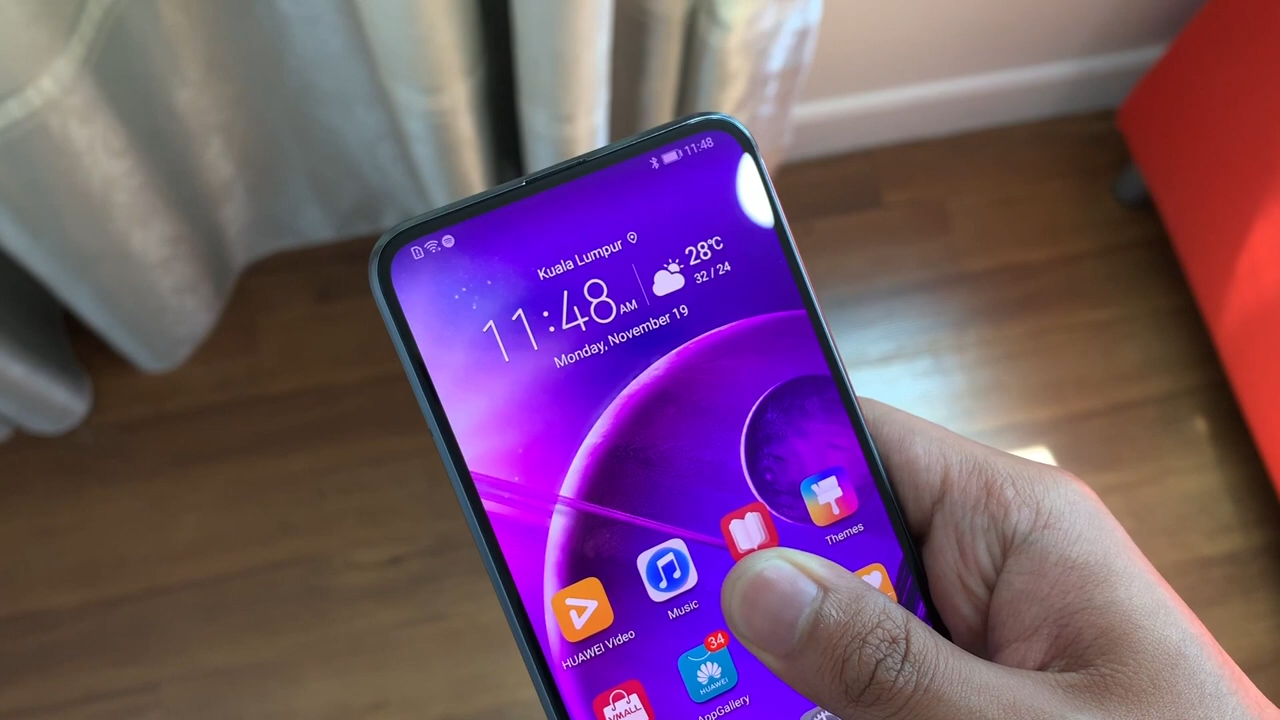 11:48
Kuala Lumpur
11:48 AM
28°C
32 / 24
Monday, November 19
Themes
Music
HUAWEI Video
34
HUAWEI
AppGallery
VMALL